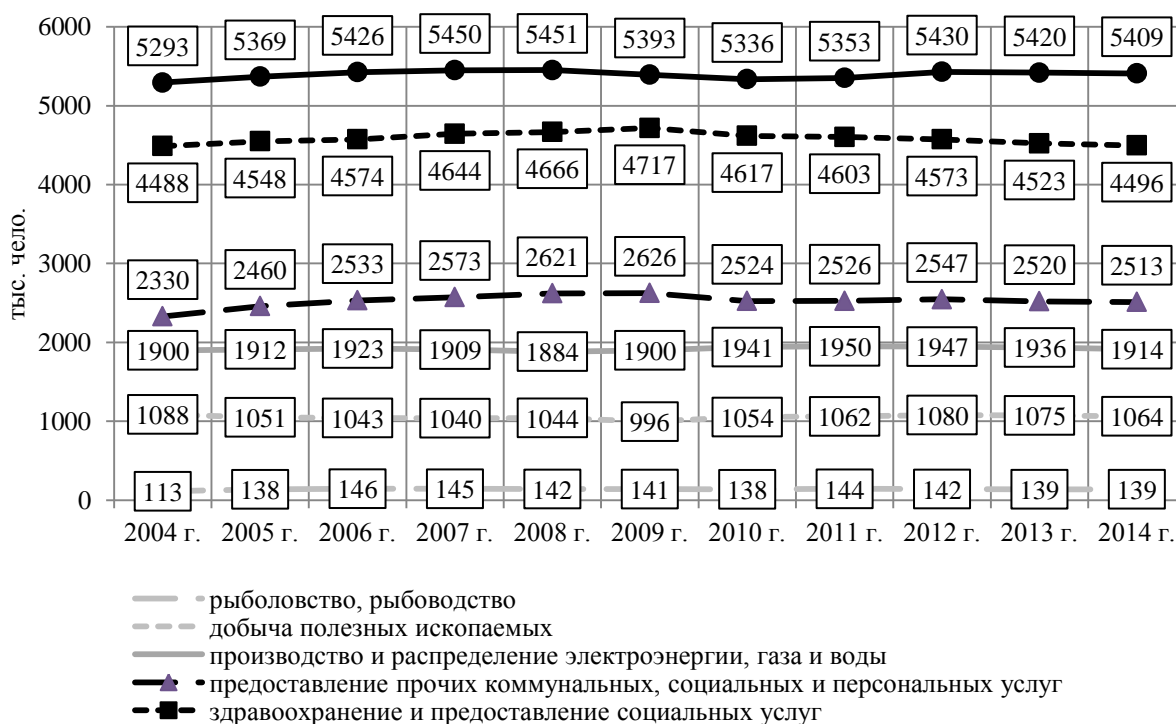 6000
5293 5369 5426 5450 5451 5393 5336 5353 5430 5420 5409
5000
4000
4488 4548 4574 4644 4666 4717 4617 4603 4573 4523 4496
тыс. чело.
3000
2330 2460 2533 2573 2621 2626 2524 2526 2547 2520 2513
2000
1900 1912 1923 1909 1884 1900 1941 1950 1947 1936 1914
1000
1088 1051 1043 1040 1044 996 1054 1062 1080 1075 1064
0
113 138 146 145 142 141 138 144 142 139 139
2004 г. 2005 г. 2006 г. 2007 г. 2008 г. 2009 г. 2010 г. 2011 г. 2012 г. 2013 г. 2014 г.
рыболовство, рыбоводство
добыча полезных ископаемых
производство и распределение электроэнергии, газа и воды
предоставление прочих коммунальных, социальных и персональных услуг
здравоохранение и предоставление социальных услуг